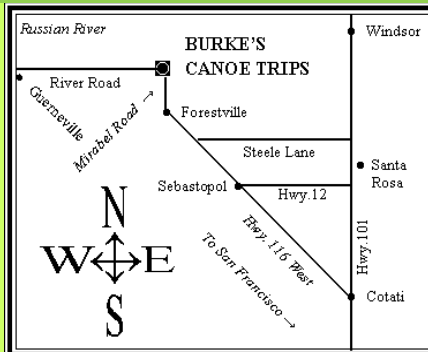 Russian River
Windsor
BURKE'S
CANOE TRIPS
River Road
Guerneville
Mirabel Road →
Forestville
Steele Lane
Santa
Rosa
Sebastopol
Hwy.12
Hwy. 116 West
Hwy.101
To San Francisco →
Cotati
N
W E
S